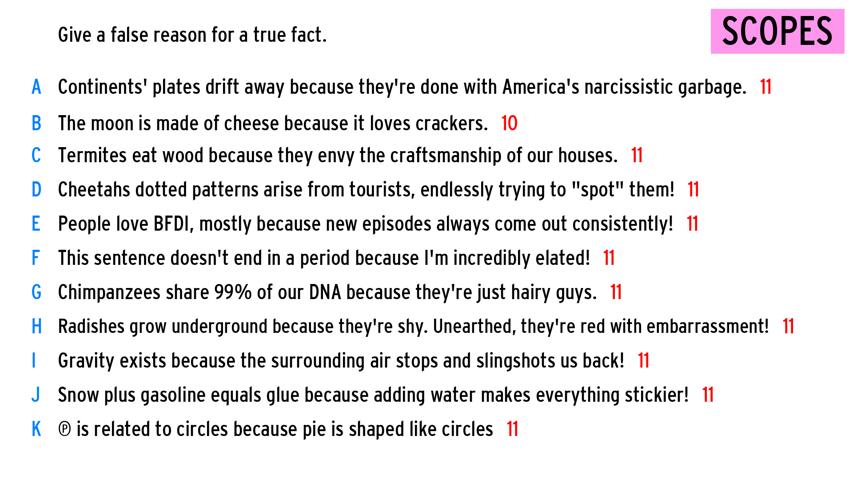 Give a false reason for a true fact.
SCOPES
A Continents' plates drift away because they're done with America's narcissistic garbage. 11
B The moon is made of cheese because it loves crackers. 10
C Termites eat wood because they envy the craftsmanship of our houses. 11
D Cheetahs dotted patterns arise from tourists, endlessly trying to "spot" them! 11
E People love BFDI, mostly because new episodes always come out consistently! 11
F This sentence doesn't end in a period because I'm incredibly elated! 11
G Chimpanzees share 99% of our DNA because they're just hairy guys. 11
H Radishes grow underground because they're shy. Unearthed, they're red with embarrassment! 11
I Gravity exists because the surrounding air stops and slingshots us back! 11
J Snow plus gasoline equals glue because adding water makes everything stickier! 11
K ℗ is related to circles because pie is shaped like circles 11